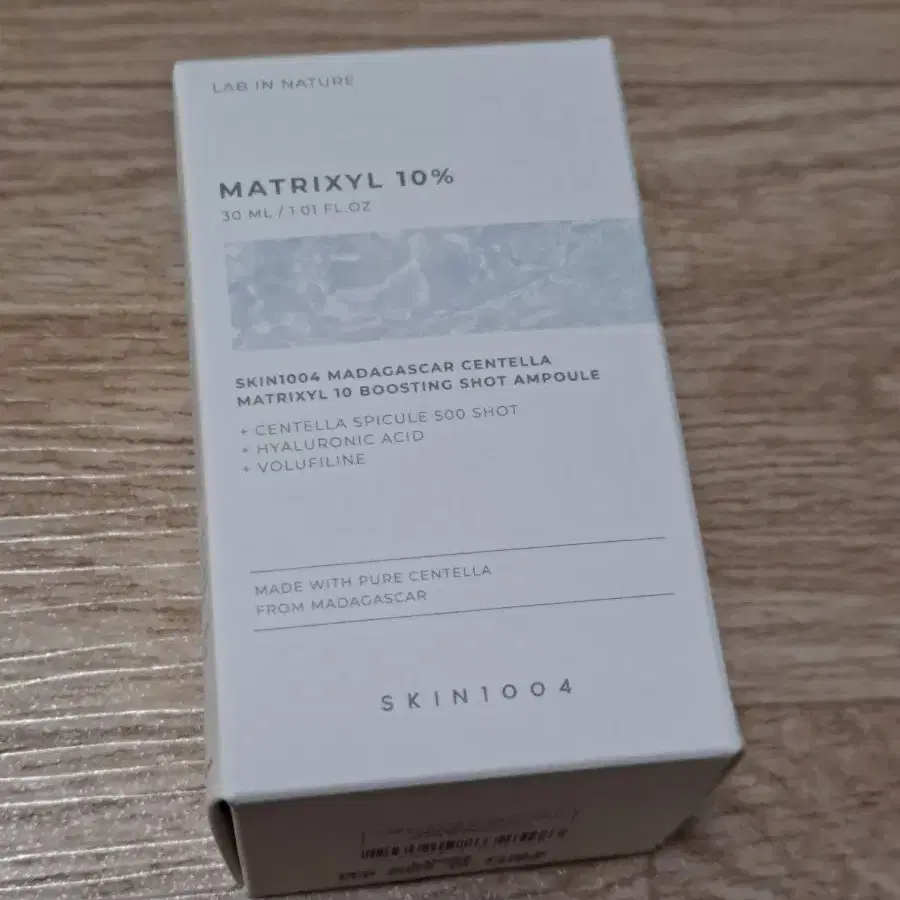 LAB IN NATURE
MATRIXYL 10%
30 ML / 1 01 FL.OZ
SKIN1004 MADAGASCAR CENTELLA
MATRIXYL 10 BOOSTING SHOT AMPOULE
+ CENTELLA SPICULE 500 SHOT
+ HYALURONIC ACID
+ VOLUFILINE
MADE WITH PURE CENTELLA
FROM MADAGASCAR
SKIN1004